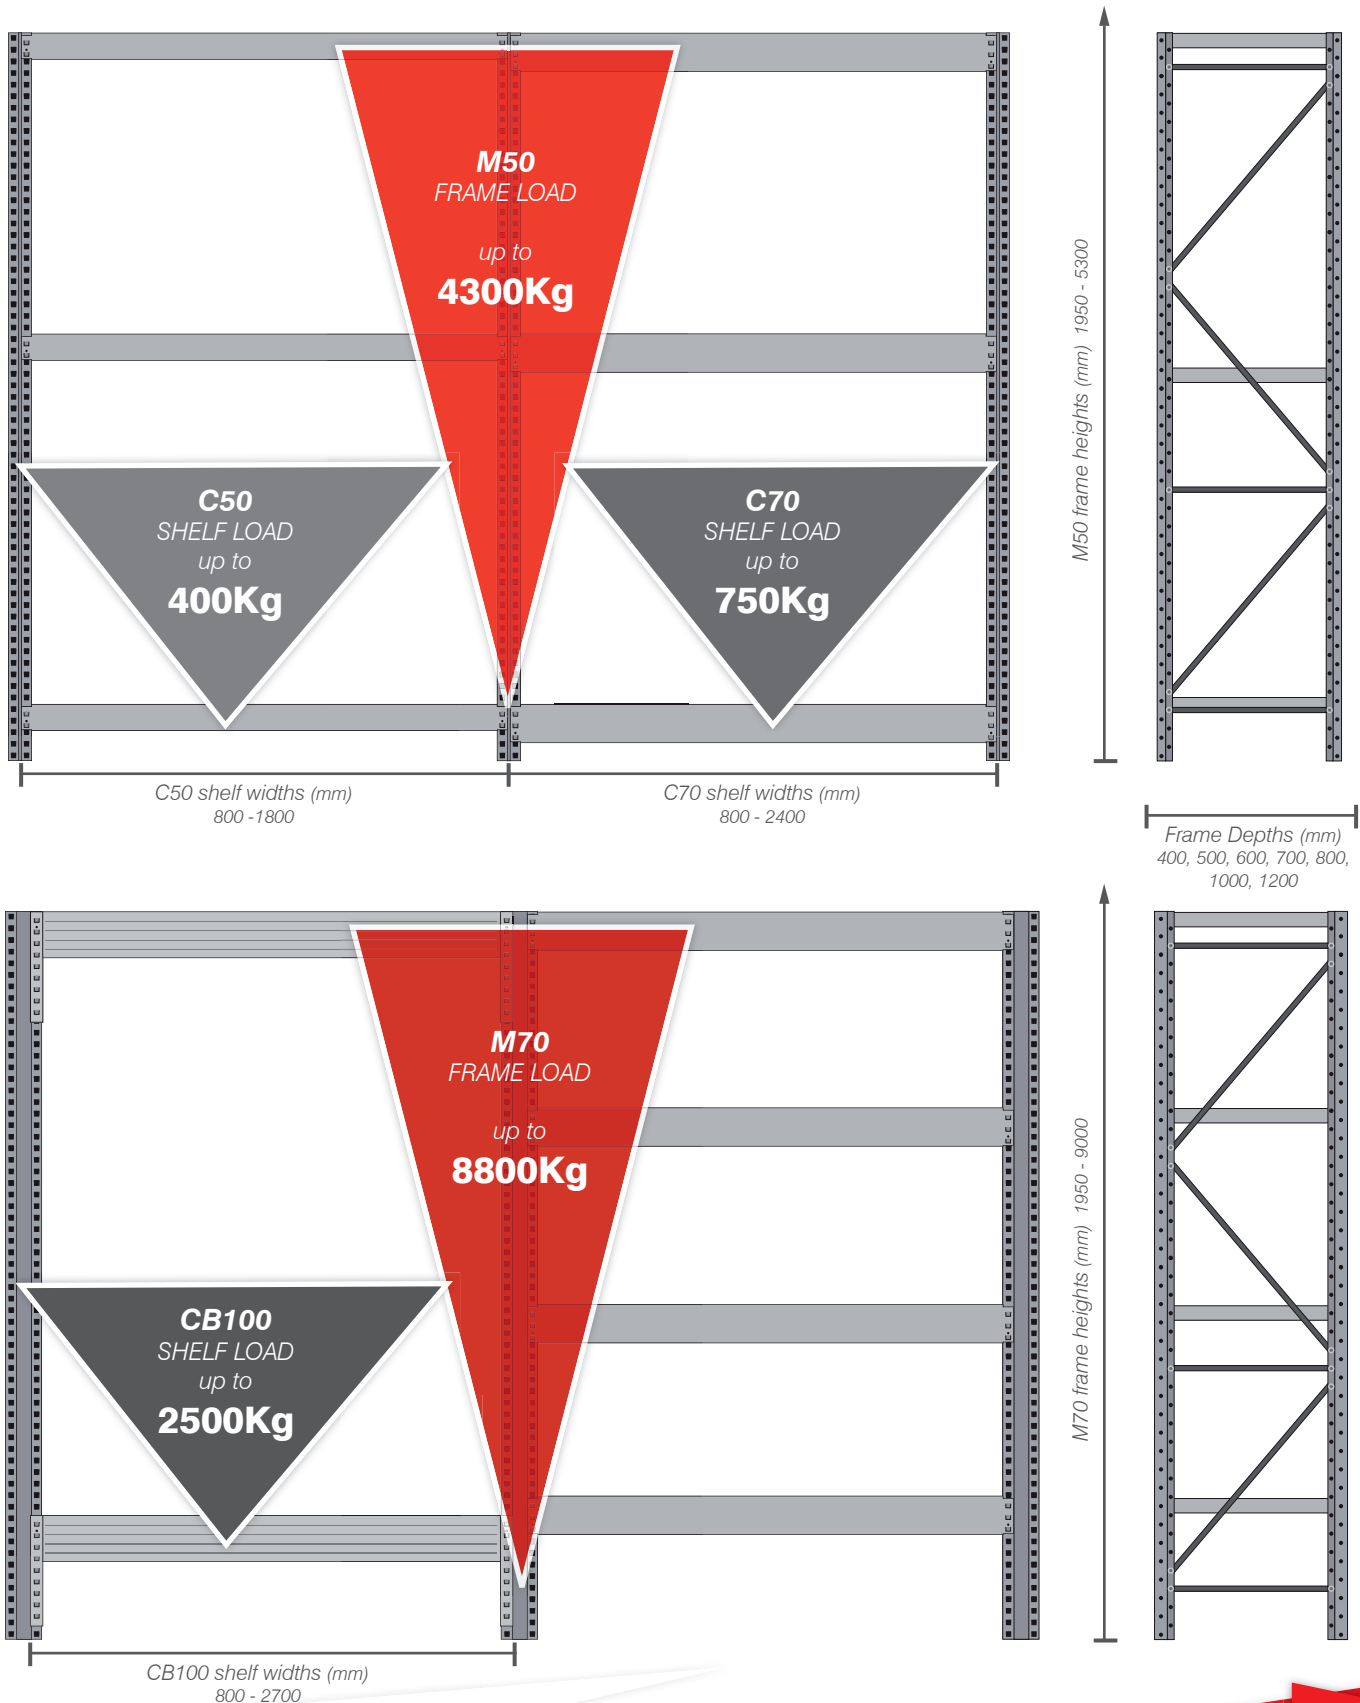 M50
FRAME LOAD
up to
4300Kg
C50
SHELF LOAD
up to
400Kg
C70
SHELF LOAD
up to
750Kg
M50 frame heights (mm) 1950 - 5300
C50 shelf widths (mm)
800 -1800
C70 shelf widths (mm)
800 - 2400
Frame Depths (mm)
400, 500, 600, 700, 800,
1000, 1200
M70
FRAME LOAD
up to
8800Kg
CB100
SHELF LOAD
up to
2500Kg
M70 frame heights (mm) 1950 - 9000
CB100 shelf widths (mm)
800 - 2700